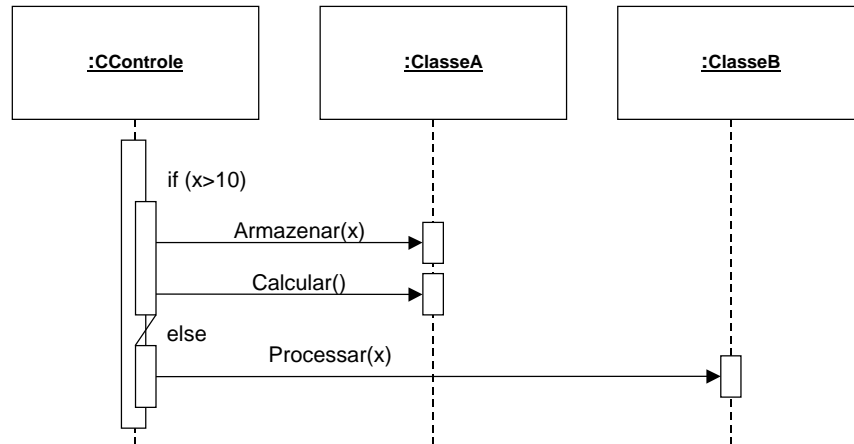 :CControle
:ClasseA
:ClasseB
if (x>10)
Armazenar(x)
Calcular()
else
Processar(x)